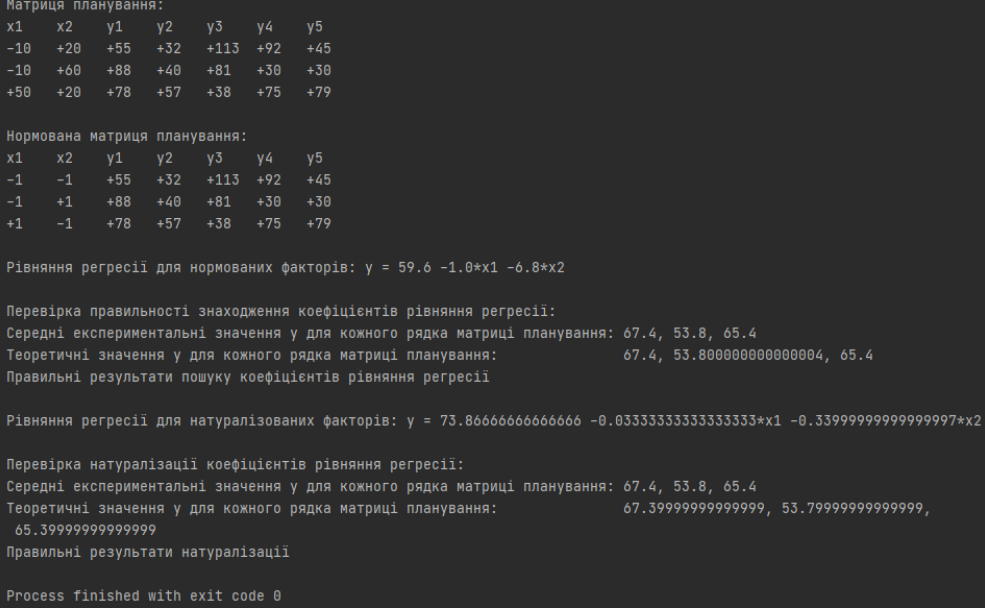 Матриця планування:
x1 x2 y1 y2 y3 y4 y5
-10 +20 +55 +32 +113 +92 +45
-10 +60 +88 +40 +81 +30 +30
+50 +20 +78 +57 +38 +75 +79
Нормована матриця планування:
x1 x2 y1 y2 y3 y4 y5
-1 -1 +55 +32 +113 +92 +45
-1 +1 +88 +40 +81 +30 +30
+1 -1 +78 +57 +38 +75 +79
Рівняння регресії для нормованих факторів: y = 59.6 -1.0*x1 -6.8*x2
Перевірка правильності знаходження коефіцієнтів рівняння регресії:
Середні експериментальні значення y для кожного рядка матриці планування: 67.4, 53.8, 65.4
Теоретичні значення y для кожного рядка матриці планування: 67.4, 53.800000000000004, 65.4
Правильні результати пошуку коефіцієнтів рівняння регресії
Рівняння регресії для натуралізованих факторів: y = 73.86666666666666 -0.03333333333333333*x1 -0.33999999999999997*x2
Перевірка натуралізації коефіцієнтів рівняння регресії:
Середні експериментальні значення y для кожного рядка матриці планування: 67.4, 53.8, 65.4
Теоретичні значення y для кожного рядка матриці планування: 67.39999999999999, 53.79999999999999,
65.39999999999999
Правильні результати натуралізації
Process finished with exit code 0